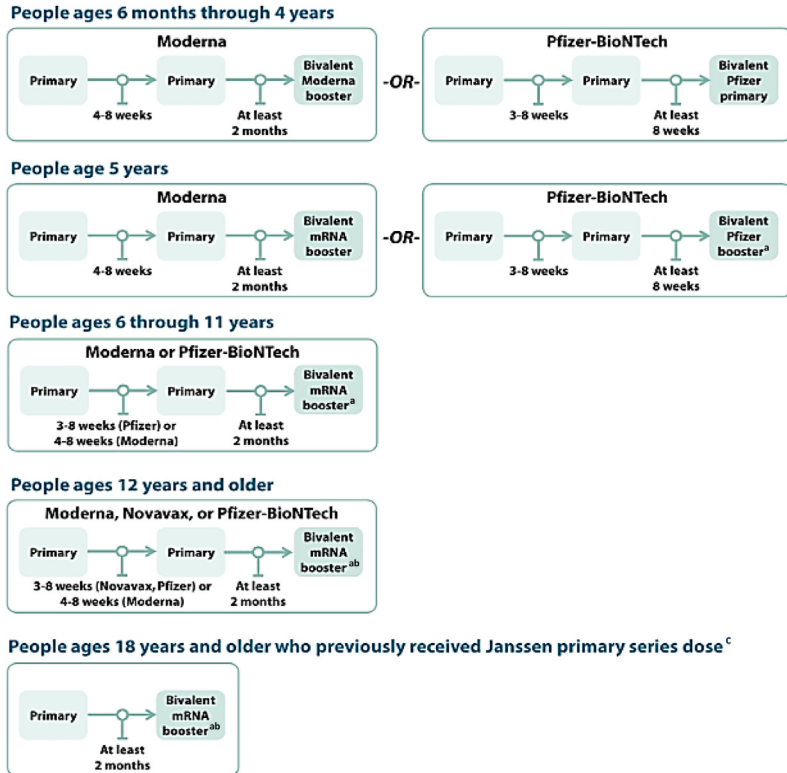 People ages 6 months through 4 years
Moderna
Primary
4-8 weeks
Primary
At least
2 months
Bivalent
Moderna
booster
-OR-
Pfizer-BioNTech
Primary
3-8 weeks
Primary
At least
8 weeks
Bivalent
Pfizer
primary
People age 5 years
Moderna
Primary
4-8 weeks
Primary
At least
2 months
Bivalent
mRNA
booster
-OR-
Pfizer-BioNTech
Primary
3-8 weeks
Primary
At least
8 weeks
Bivalent
Pfizer
booster a
People ages 6 through 11 years
Moderna or Pfizer-BioNTech
Primary
3-8 weeks (Pfizer) or
4-8 weeks (Moderna)
Primary
At least
2 months
Bivalent
mRNA
booster a
People ages 12 years and older
Moderna, Novavax, or Pfizer-BioNTech
Primary
3-8 weeks (Novavax, Pfizer) or
4-8 weeks (Moderna)
Primary
At least
2 months
Bivalent
mRNA
booster ab
People ages 18 years and older who previously received Janssen primary series dose c
Primary
At least
2 months
Bivalent
mRNA
booster ab